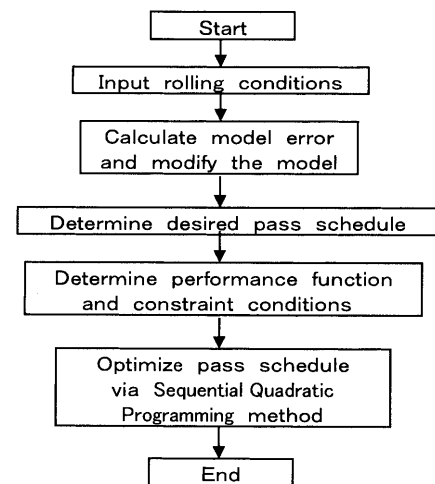 Start
Input rolling conditions
Calculate model error
and modify the model
Determine desired pass schedule
Determine performance function
and constraint conditions
Optimize pass schedule
via Sequential Quadratic
Programming method
End